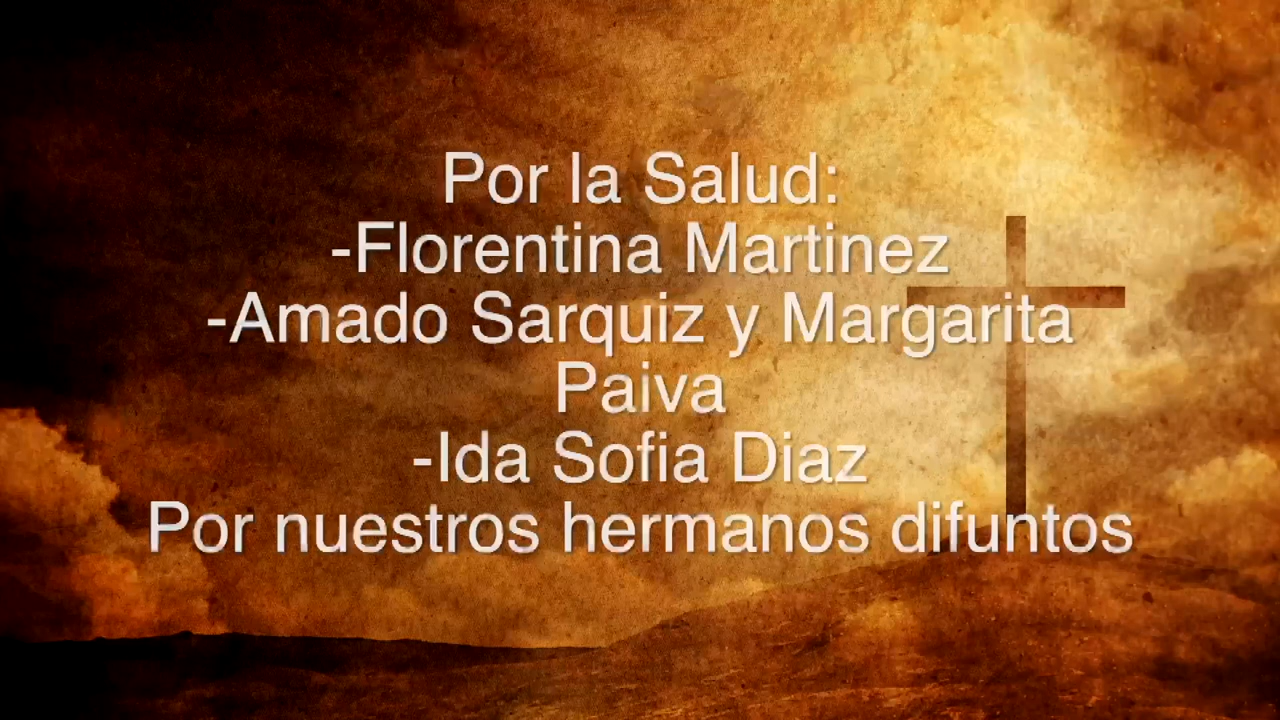 Por la Salud:
-Florentina Martinez
-Amado Sarquiz y Margarita
Paiva
-Ida Sofia Diaz
Por nuestros hermanos difuntos